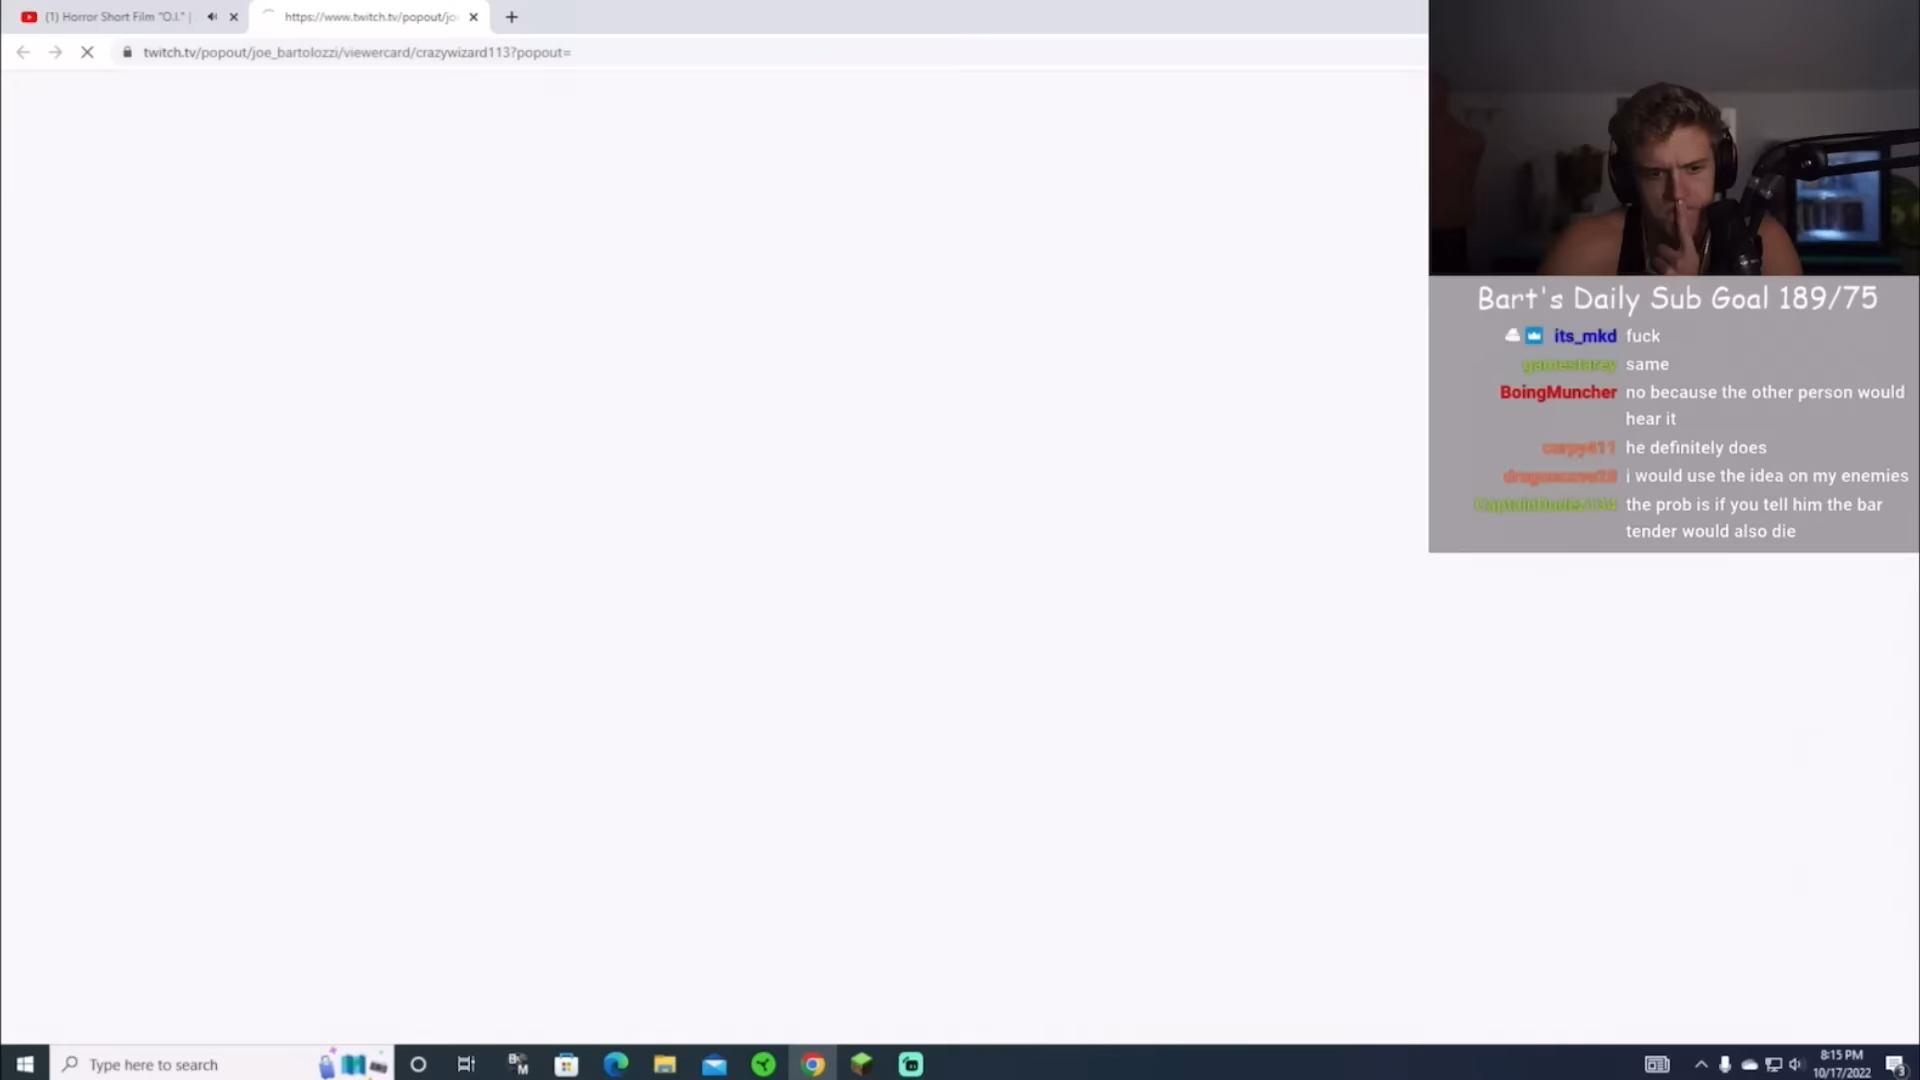 (1) Horror Short Film "O.I." |
https://www.twitch.tv/popout/jo
twitch.tv/popout/joe_bartolozzi/viewercard/crazywizard113?popout=
Bart's Daily Sub Goal 189/75
its_mkd fuck
gamestarey same
BoingMuncher no because the other person would
hear it
carpy411 he definitely does
i would use the idea on my enemies
the prob is if you tell him the bar
tender would also die
Type here to search
8:15 PM
10/17/2022
3